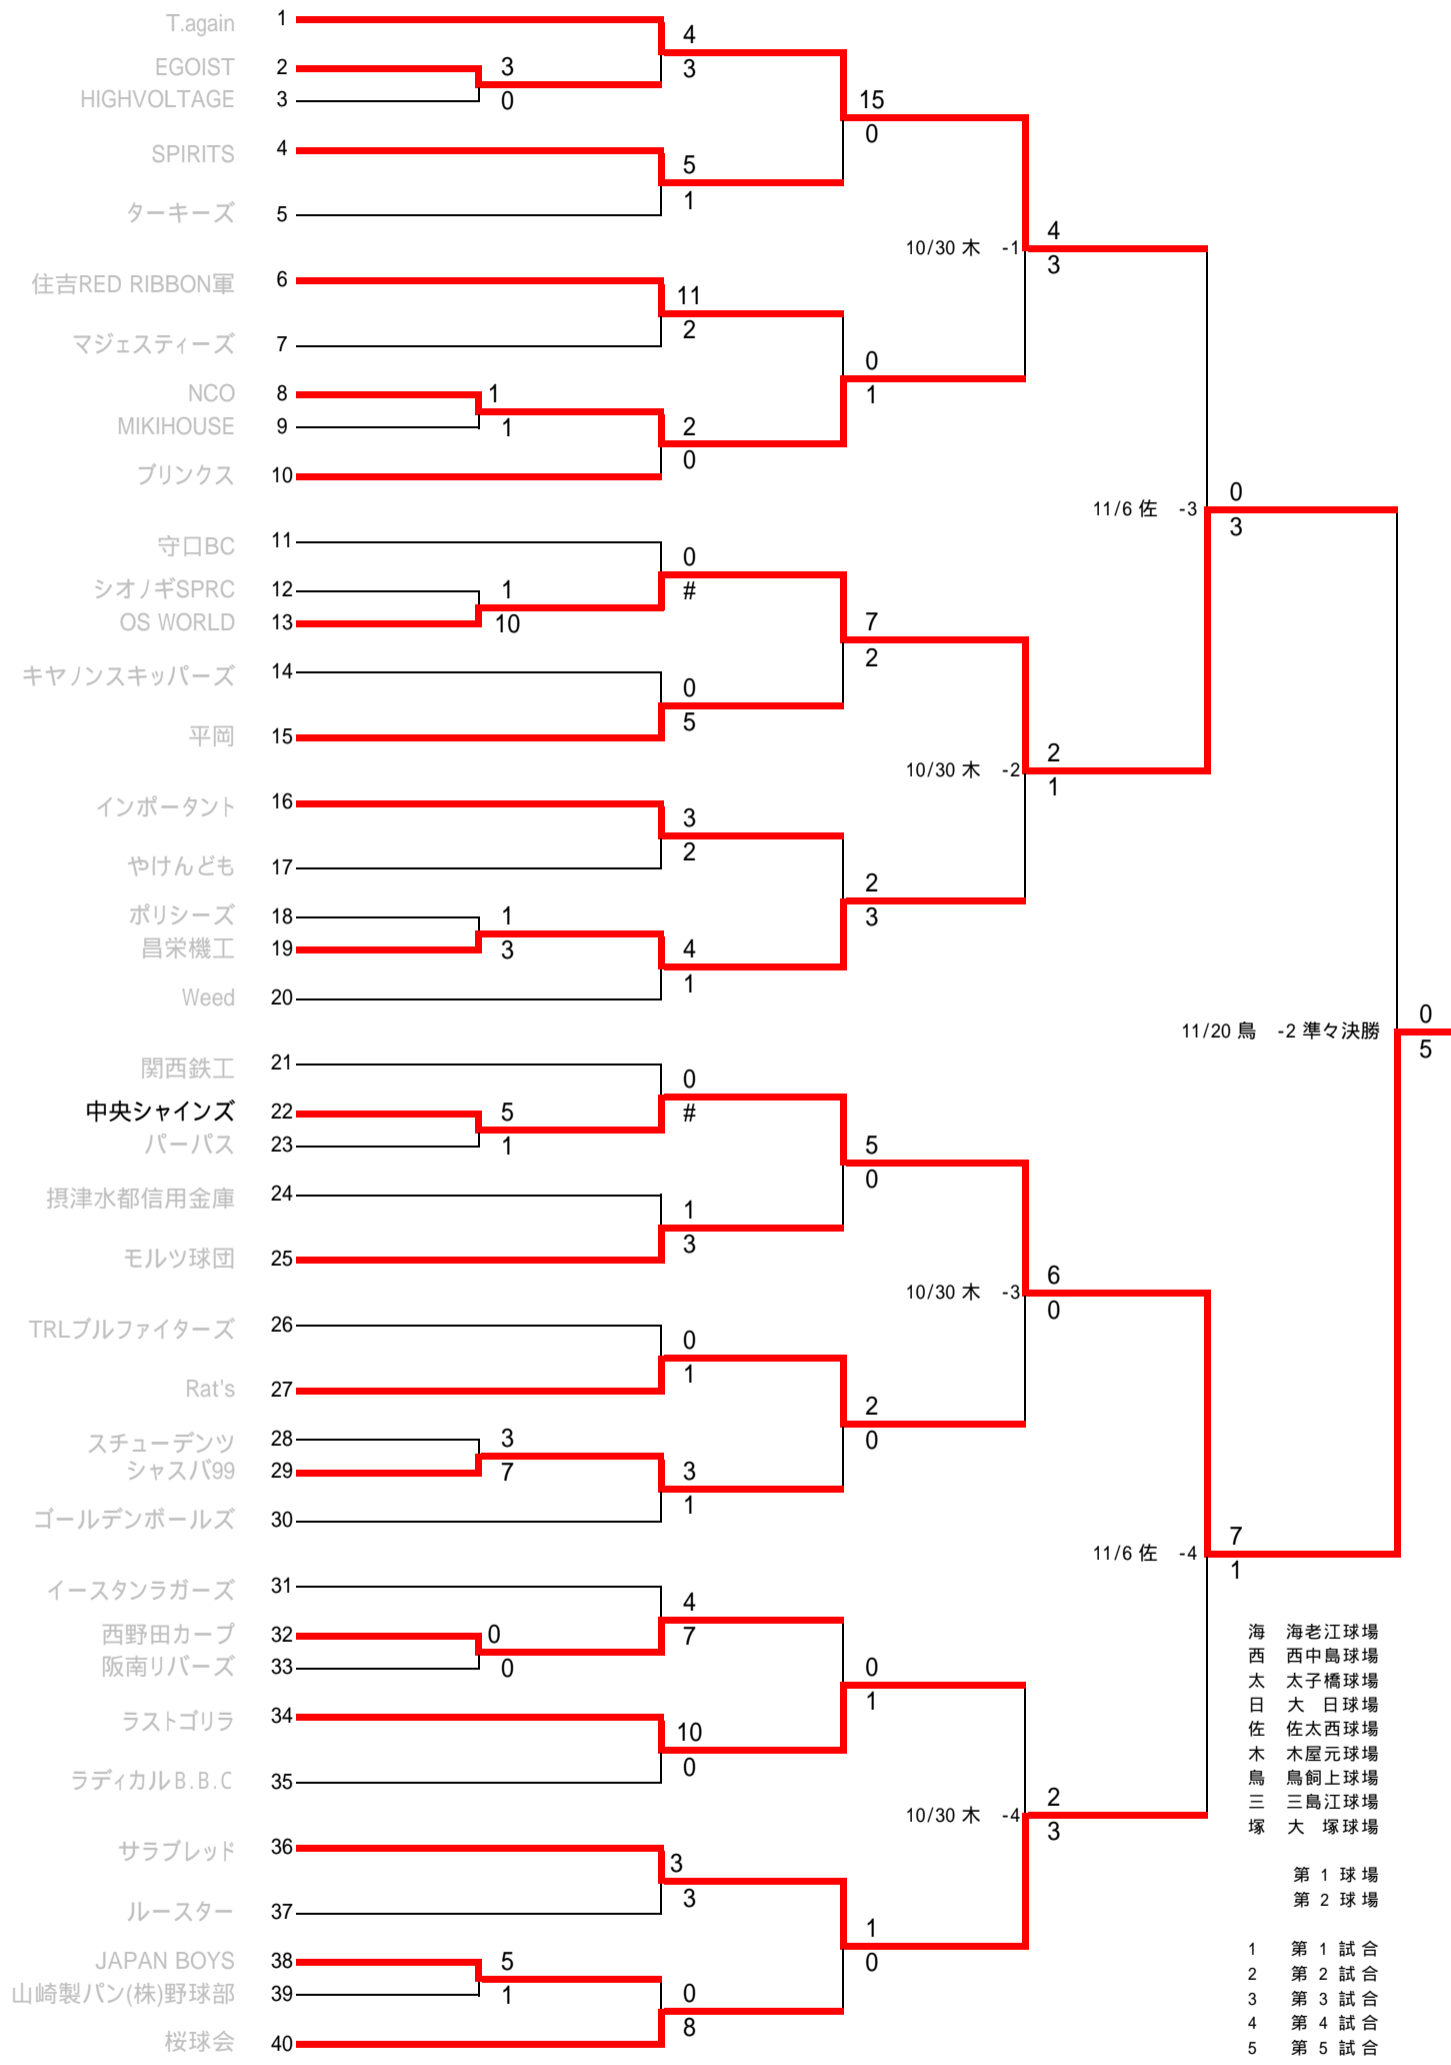 T.again 1
4
EGOIST 2
3
3
HIGHVOLTAGE 3
0
15
0
SPIRITS 4
5
1
ターキーズ 5
4
10/30 木 -1
3
住吉RED RIBBON軍 6
11
2
マジェスティーズ 7
0
1
NCO 8
1
MIKIHOUSE 9
1
2
0
ブリンクス 10
0
11/6 佐 -3
3
守口BC 11
0
シオノギSPRC 12
1
#
OS WORLD 13
10
7
2
キヤノンスキッパーズ 14
0
5
平岡 15
2
10/30 木 -2
1
インポータント 16
3
2
やけんども 17
2
3
ポリシーズ 18
1
昌栄機工 19
3
4
1
Weed 20
0
11/20 鳥 -2 準々決勝
5
関西鉄工 21
0
中央シャインズ 22
5
#
パーパス 23
1
5
0
摂津水都信用金庫 24
1
3
モルツ球団 25
6
10/30 木 -3
0
TRLブルファイターズ 26
0
1
Rat's 27
2
0
スチューデンツ 28
3
シャスバ99 29
7
3
1
ゴールデンボールズ 30
7
11/6 佐 -4
1
イースタンラガーズ 31
4
西野田カープ 32
0
7
阪南リバーズ 33
0
0
1
ラストゴリラ 34
10
0
ラディカルB.B.C 35
2
10/30 木 -4
3
サラブレッド 36
3
3
ルースター 37
1
0
JAPAN BOYS 38
5
山崎製パン(株)野球部 39
1
0
8
桜球会 40
海 海老江球場
西 西中島球場
太 太子橋球場
日 大 日球場
佐 佐太西球場
木 木屋元球場
鳥 鳥飼上球場
三 三島江球場
塚 大 塚球場
第 1 球場
第 2 球場
1 第 1 試合
2 第 2 試合
3 第 3 試合
4 第 4 試合
5 第 5 試合